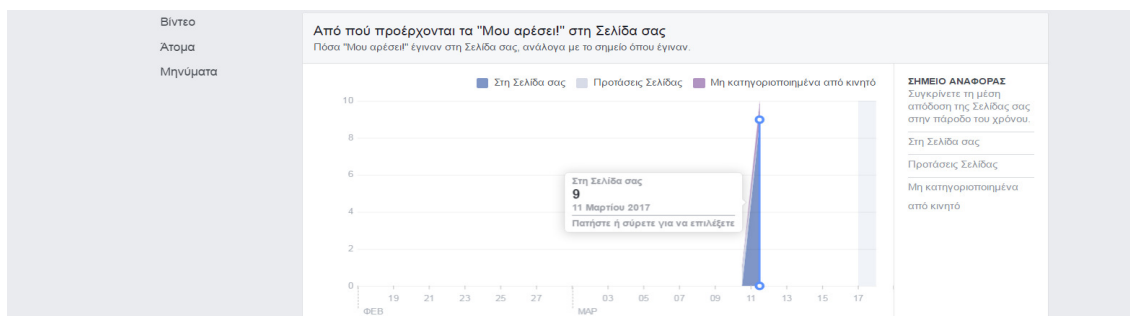 Βίντεο
Άτομα
Μηνύματα
Από πού προέρχονται τα "Μου αρέσει!" στη Σελίδα σας
Πόσα "Μου αρέσει!" έγιναν στη Σελίδα σας, ανάλογα με το σημείο όπου έγιναν.
Στη Σελίδα σας Προτάσεις Σελίδας Μη κατηγοριοποιημένα από κινητό
10
8
6
4
2
0
Στη Σελίδα σας
9
11 Μαρτίου 2017
Πατήστε ή σύρετε για να επιλέξετε
19 21 23 25 27 03 05 07 09 11 13 15 17
ΦΕΒ ΜΑΡ
ΣΗΜΕΙΟ ΑΝΑΦΟΡΑΣ
Συγκρίνετε τη μέση
απόδοση της Σελίδας σας
στην πάροδο του χρόνου.
Στη Σελίδα σας
Προτάσεις Σελίδας
Μη κατηγοριοποιημένα
από κινητό